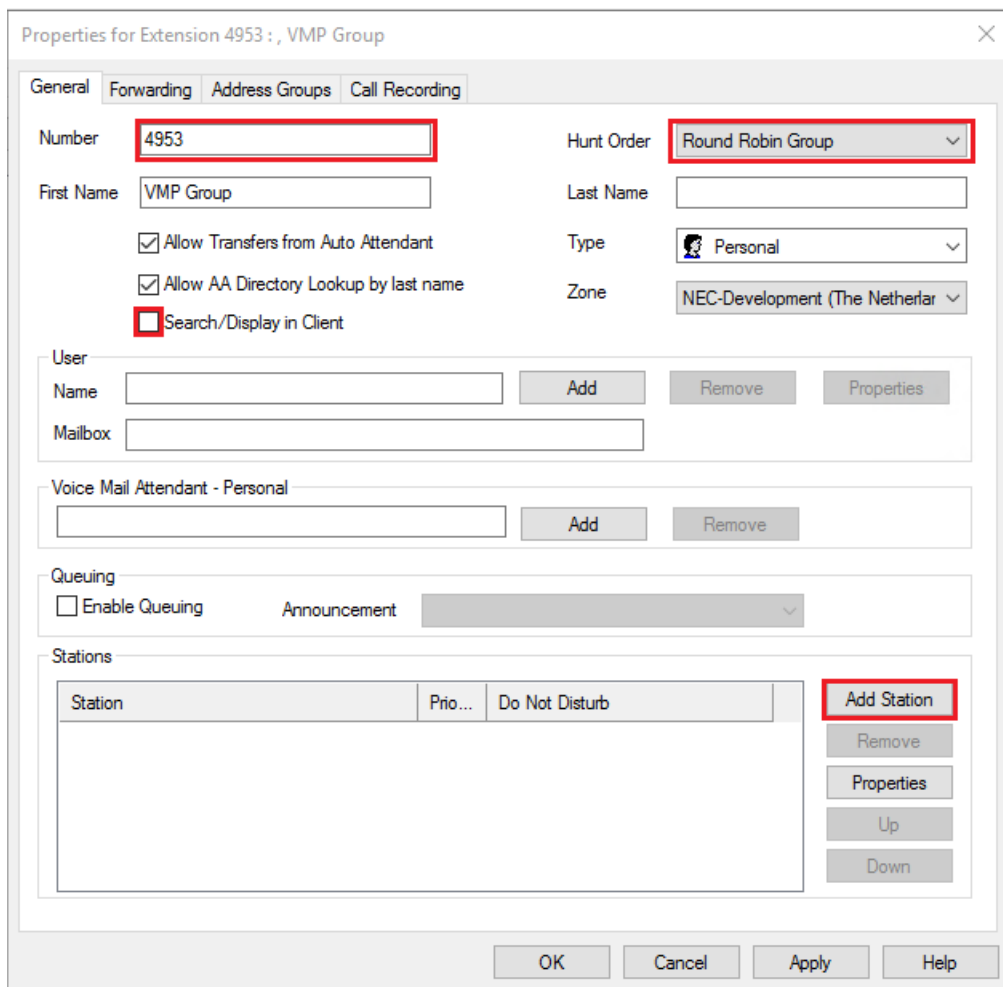 Properties for Extension 4953 : , VMP Group
General Forwarding Address Groups Call Recording
Number 4953 Hunt Order Round Robin Group
First Name VMP Group Last Name
Allow Transfers from Auto Attendant Type Personal
Allow AA Directory Lookup by last name Zone NEC-Development (The Netherlar
Search/Display in Client
User
Name Add Remove Properties
Mailbox
Voice Mail Attendant - Personal
Add Remove
Queuing
Enable Queuing Announcement
Stations
Station Prio... Do Not Disturb Add Station
Remove
Properties
Up
Down
OK Cancel Apply Help